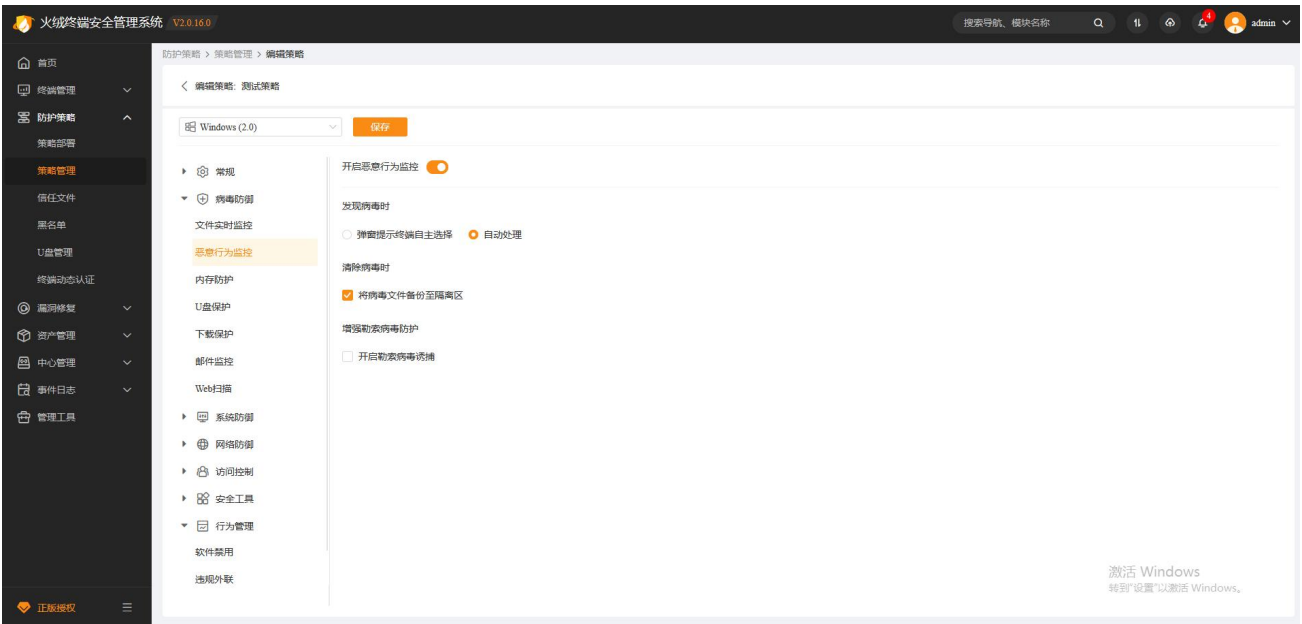 火绒终端安全管理系统 V2.0.16.0
搜索导航、模块名称
4
admin
首页
终端管理
防护策略
策略部署
策略管理
信任文件
黑名单
U盘管理
终端动态认证
漏洞修复
资产管理
中心管理
事件日志
管理工具
正版授权
防护策略 > 策略管理 > 编辑策略
编辑策略: 测试策略
Windows (2.0)
保存
常规
病毒防御
文件实时监控
恶意行为监控
内存防护
U盘保护
下载保护
邮件监控
Web扫描
系统防御
网络防御
访问控制
安全工具
行为管理
软件禁用
违规外联
开启恶意行为监控
发现病毒时
弹窗提示终端自主选择 自动处理
清除病毒时
将病毒文件备份至隔离区
增强勒索病毒防护
开启勒索病毒诱捕
激活 Windows
转到"设置"以激活 Windows。